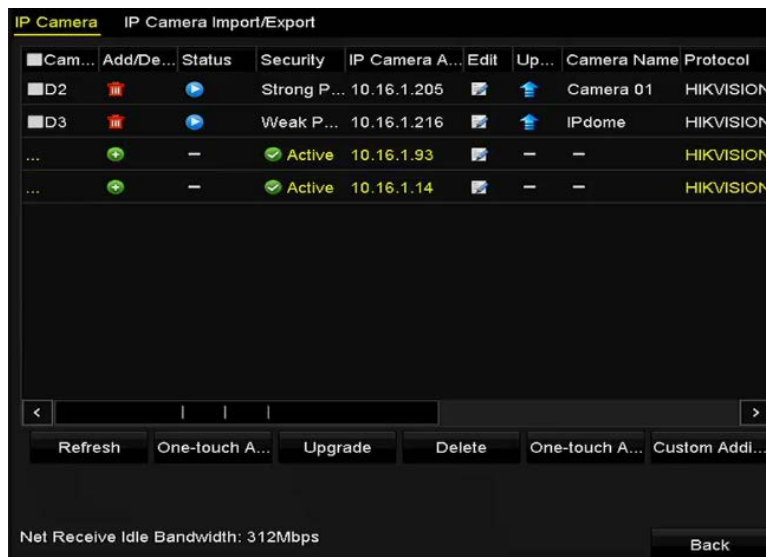 IP Camera IP Camera Import/Export
Cam... Add/De... Status Security IP Camera A... Edit Up... Camera Name Protocol
D2 Strong P... 10.16.1.205 Camera 01 HIKVISION
D3 Weak P... 10.16.1.216 IPdome HIKVISION
... – Active 10.16.1.93 – – HIKVISION
... – Active 10.16.1.14 – – HIKVISION
Refresh One-touch A... Upgrade Delete One-touch A... Custom Addi...
Net Receive Idle Bandwidth: 312Mbps
Back